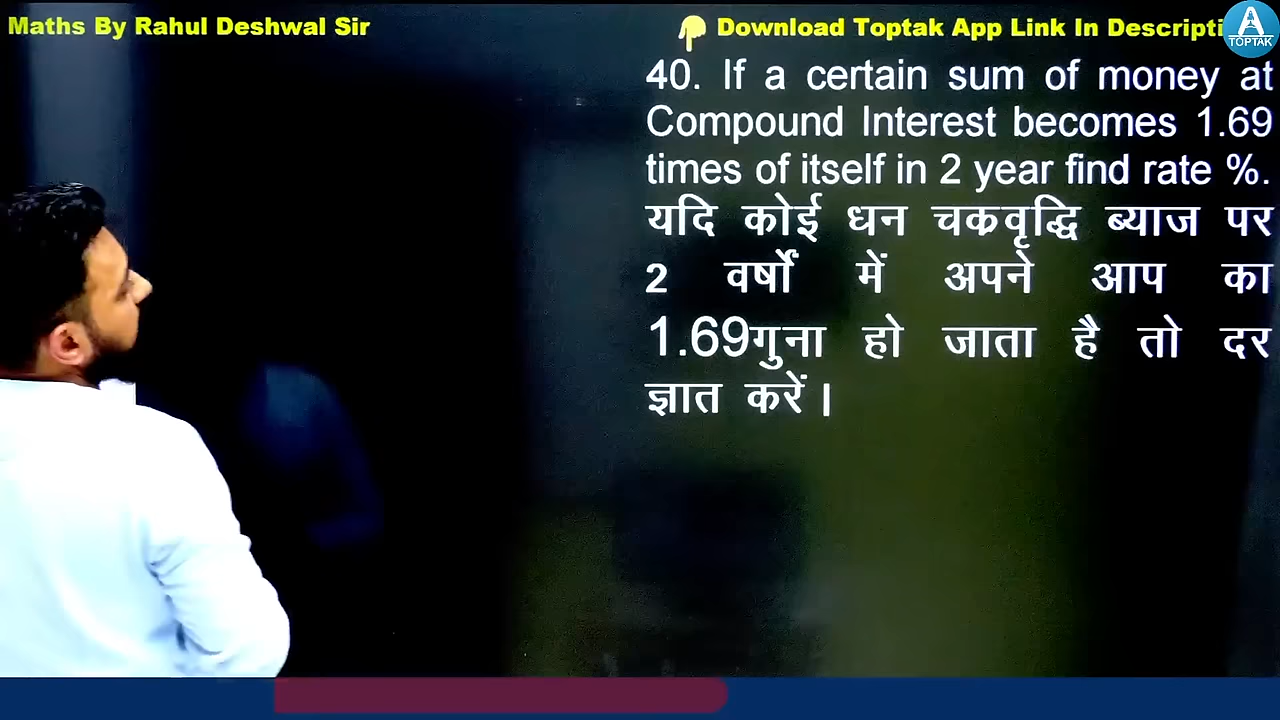 Maths By Rahul Deshwal Sir
Download Toptak App Link In Descripti
TOPTAK
40. If a certain sum of money at
Compound Interest becomes 1.69
times of itself in 2 year find rate %.
यदि कोई धन चक्रवृद्धि ब्याज पर
2 वर्षों में अपने आप का
1.69गुना हो जाता है तो दर
ज्ञात करें।